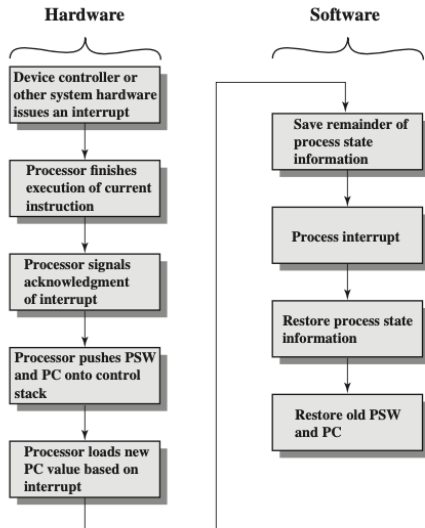 Hardware
Device controller or
other system hardware
issues an interrupt
Processor finishes
execution of current
instruction
Processor signals
acknowledgment
of interrupt
Processor pushes PSW
and PC onto control
stack
Processor loads new
PC value based on
interrupt
Software
Save remainder of
process state
information
Process interrupt
Restore process state
information
Restore old PSW
and PC